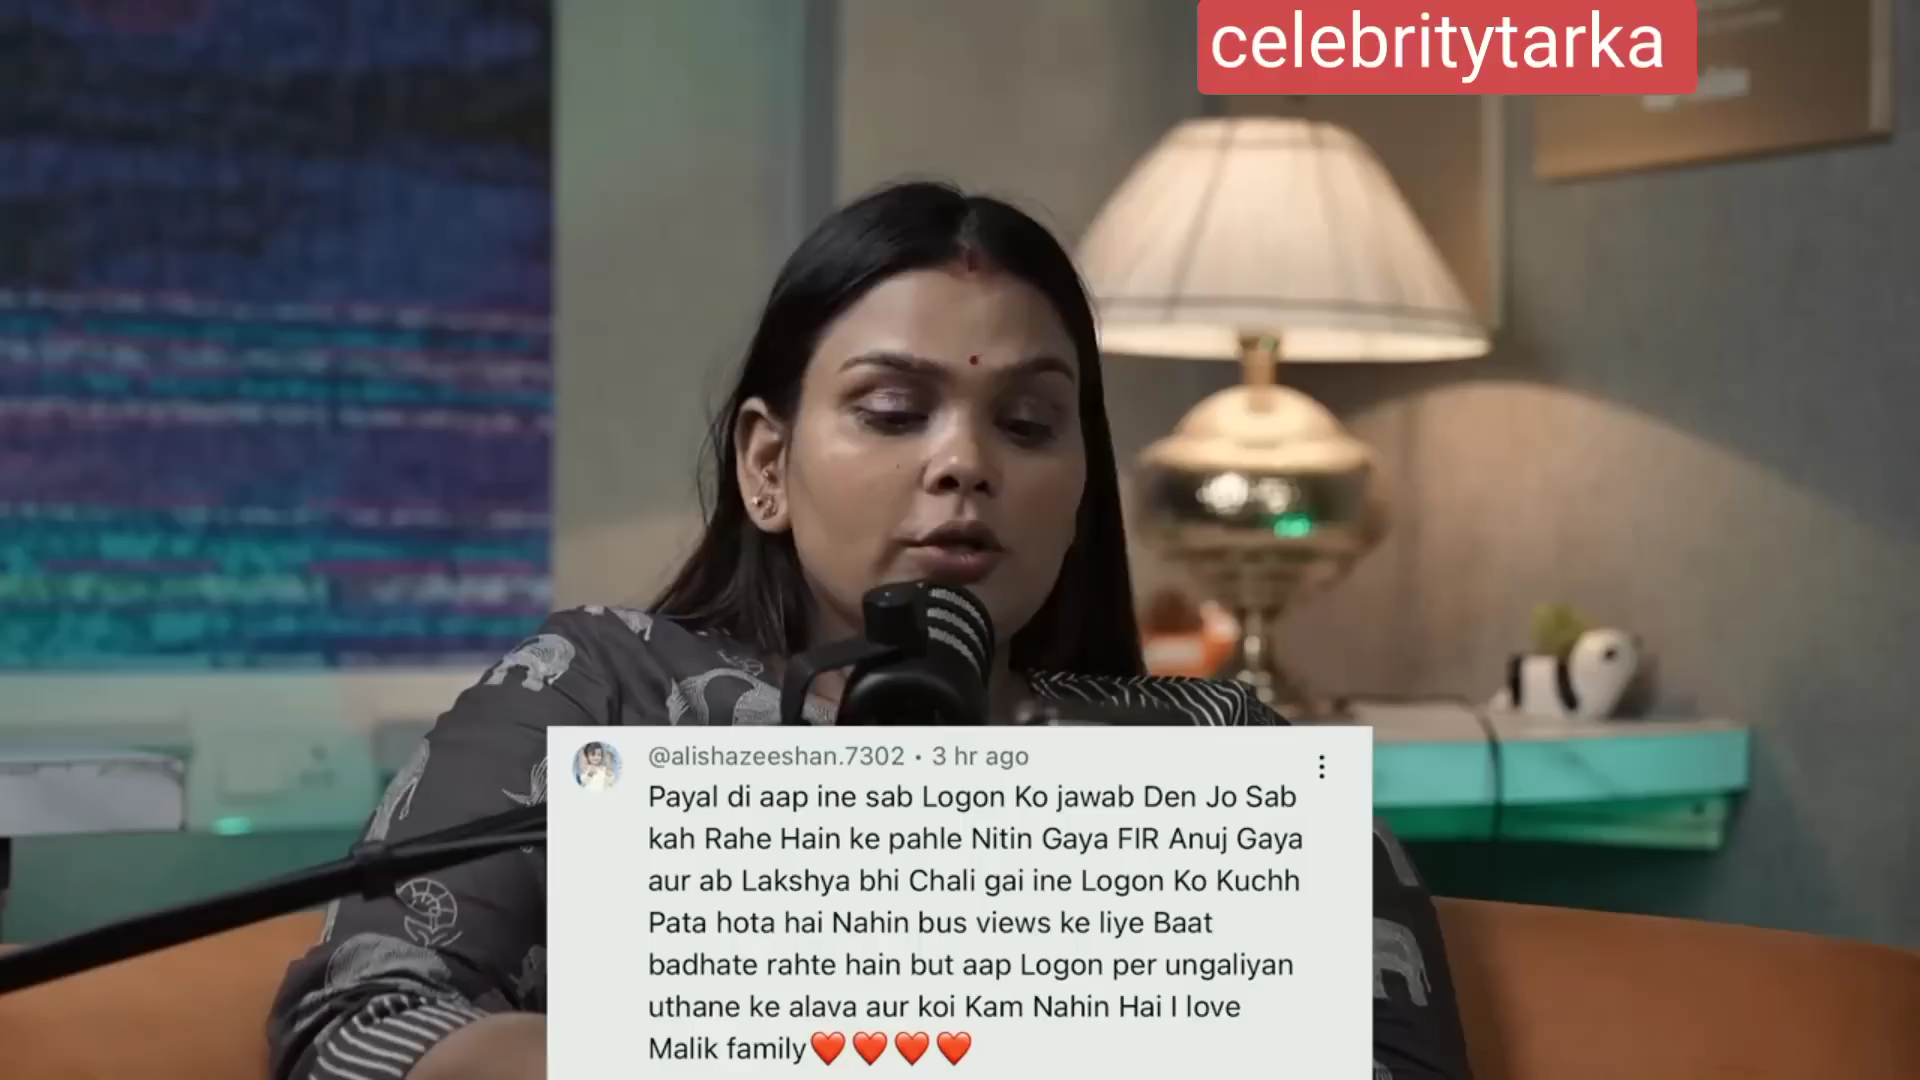 celebritytarka
@alishazeeshan.7302 • 3 hr ago
Payal di aap ine sab Logon Ko jawab Den Jo Sab
kah Rahe Hain ke pahle Nitin Gaya FIR Anuj Gaya
aur ab Lakshya bhi Chali gai ine Logon Ko Kuchh
Pata hota hai Nahin bus views ke liye Baat
badhate rahte hain but aap Logon per ungaliyan
uthane ke alava aur koi Kam Nahin Hai I love
Malik family❤️❤️❤️❤️